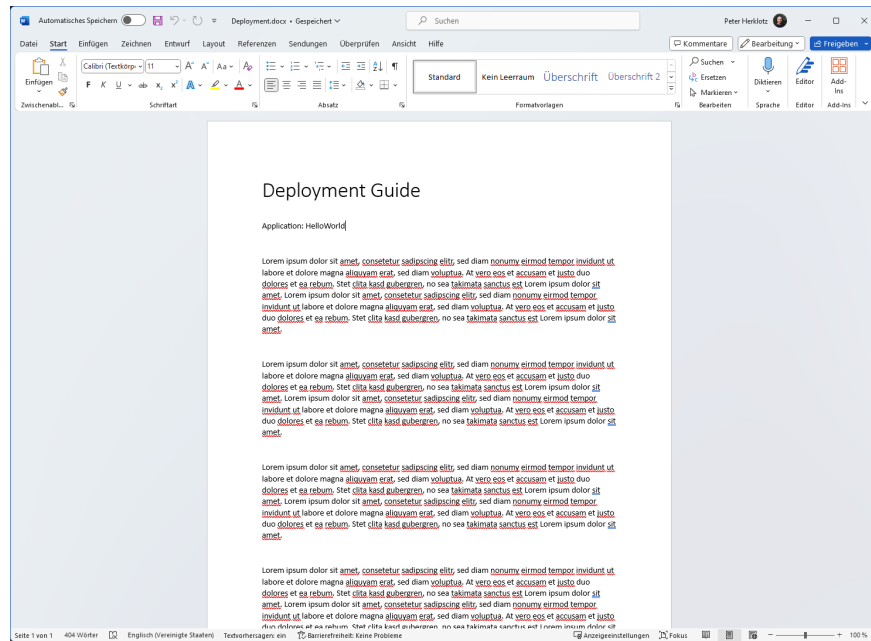 Automatisches Speichern Deployment.docx • Gespeichert Suchen Peter Herklotz
Datei Start Einfügen Zeichnen Entwurf Layout Referenzen Sendungen Überprüfen Ansicht Hilfe Kommentare Bearbeitung Freigeben
Einfügen
Calibri (Textkörp 11
F K U ab x, x² A A
Standard Kein Leerraum Überschrift Überschrift 2
Suchen
Ersetzen
Markieren
Diktieren
Editor
Add-
Ins
Zwischenabl... Schriftart Absatz Formatvorlagen Bearbeiten Sprache Editor Add-Ins
Deployment Guide
Application: HelloWorld
Lorem ipsum dolor sit amet, consetetur sadipscing elitr, sed diam nonumy eirmod tempor invidunt ut
labore et dolore magna aliquyam erat, sed diam voluptua. At vero eos et accusam et justo duo
dolores et ea rebum. Stet clita kasd gubergren, no sea takimata sanctus est Lorem ipsum dolor sit
amet. Lorem ipsum dolor sit amet, consetetur sadipscing elitr, sed diam nonumy eirmod tempor
invidunt ut labore et dolore magna aliquyam erat, sed diam voluptua. At vero eos et accusam et justo
duo dolores et ea rebum. Stet clita kasd gubergren, no sea takimata sanctus est Lorem ipsum dolor sit
amet.
Lorem ipsum dolor sit amet, consetetur sadipscing elitr, sed diam nonumy eirmod tempor invidunt ut
labore et dolore magna aliquyam erat, sed diam voluptua. At vero eos et accusam et justo duo
dolores et ea rebum. Stet clita kasd gubergren, no sea takimata sanctus est Lorem ipsum dolor sit
amet. Lorem ipsum dolor sit amet, consetetur sadipscing elitr, sed diam nonumy eirmod tempor
invidunt ut labore et dolore magna aliquyam erat, sed diam voluptua. At vero eos et accusam et justo
duo dolores et ea rebum. Stet clita kasd gubergren, no sea takimata sanctus est Lorem ipsum dolor sit
amet.
Lorem ipsum dolor sit amet, consetetur sadipscing elitr, sed diam nonumy eirmod tempor invidunt ut
labore et dolore magna aliquyam erat, sed diam voluptua. At vero eos et accusam et justo duo
dolores et ea rebum. Stet clita kasd gubergren, no sea takimata sanctus est Lorem ipsum dolor sit
amet. Lorem ipsum dolor sit amet, consetetur sadipscing elitr, sed diam nonumy eirmod tempor
invidunt ut labore et dolore magna aliquyam erat, sed diam voluptua. At vero eos et accusam et justo
duo dolores et ea rebum. Stet clita kasd gubergren, no sea takimata sanctus est Lorem ipsum dolor sit
amet.
Lorem ipsum dolor sit amet, consetetur sadipscing elitr, sed diam nonumy eirmod tempor invidunt ut
labore et dolore magna aliquyam erat, sed diam voluptua. At vero eos et accusam et justo duo
dolores et ea rebum. Stet clita kasd gubergren, no sea takimata sanctus est Lorem ipsum dolor sit
amet. Lorem ipsum dolor sit amet, consetetur sadipscing elitr, sed diam nonumy eirmod tempor
invidunt ut labore et dolore magna aliquyam erat, sed diam voluptua. At vero eos et accusam et justo
duo dolores et ea rebum. Stet clita kasd gubergren, no sea takimata sanctus est Lorem ipsum dolor sit
Seite 1 von 1 404 Wörter Englisch (Vereinigte Staaten) Textvorhersagen: ein Barrierefreiheit: Keine Probleme Anzeigeeinstellungen Fokus 100 %